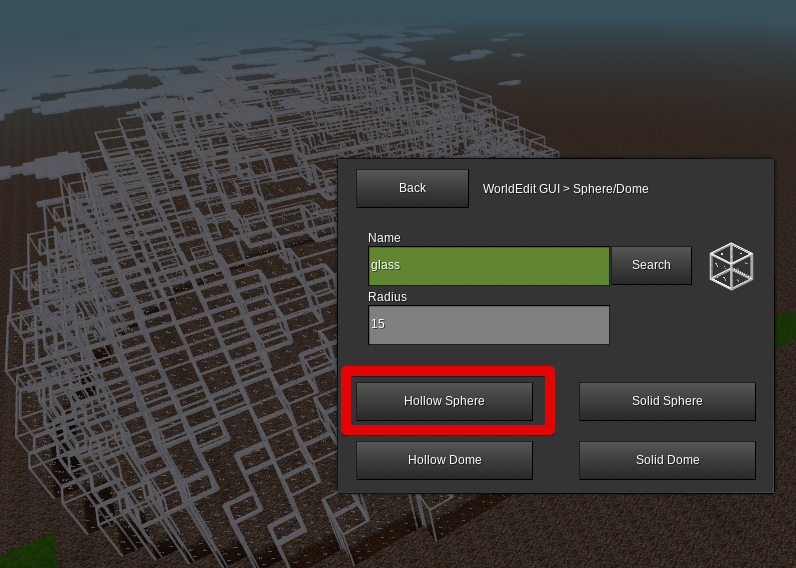 Back
WorldEdit GUI > Sphere/Dome
Name
glass
Search
Radius
15
Hollow Sphere
Solid Sphere
Hollow Dome
Solid Dome